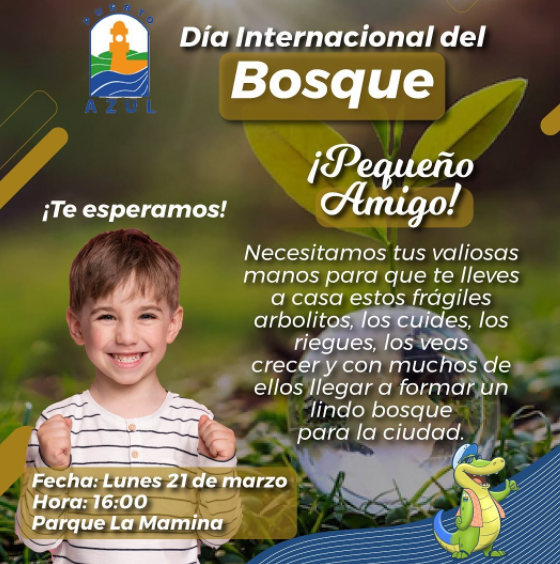 PUERTO
AZUL
Día Internacional del
Bosque
¡Pequeño
Amigo!
¡Te esperamos!
Necesitamos tus valiosas
manos para que te lleves
a casa estos frágiles
arbolitos, los cuides, los
riegues, los veas
crecer y con muchos de
ellos llegar a formar un
lindo bosque
para la ciudad.
Fecha: Lunes 21 de marzo
Hora: 16:00
Parque La Mamina